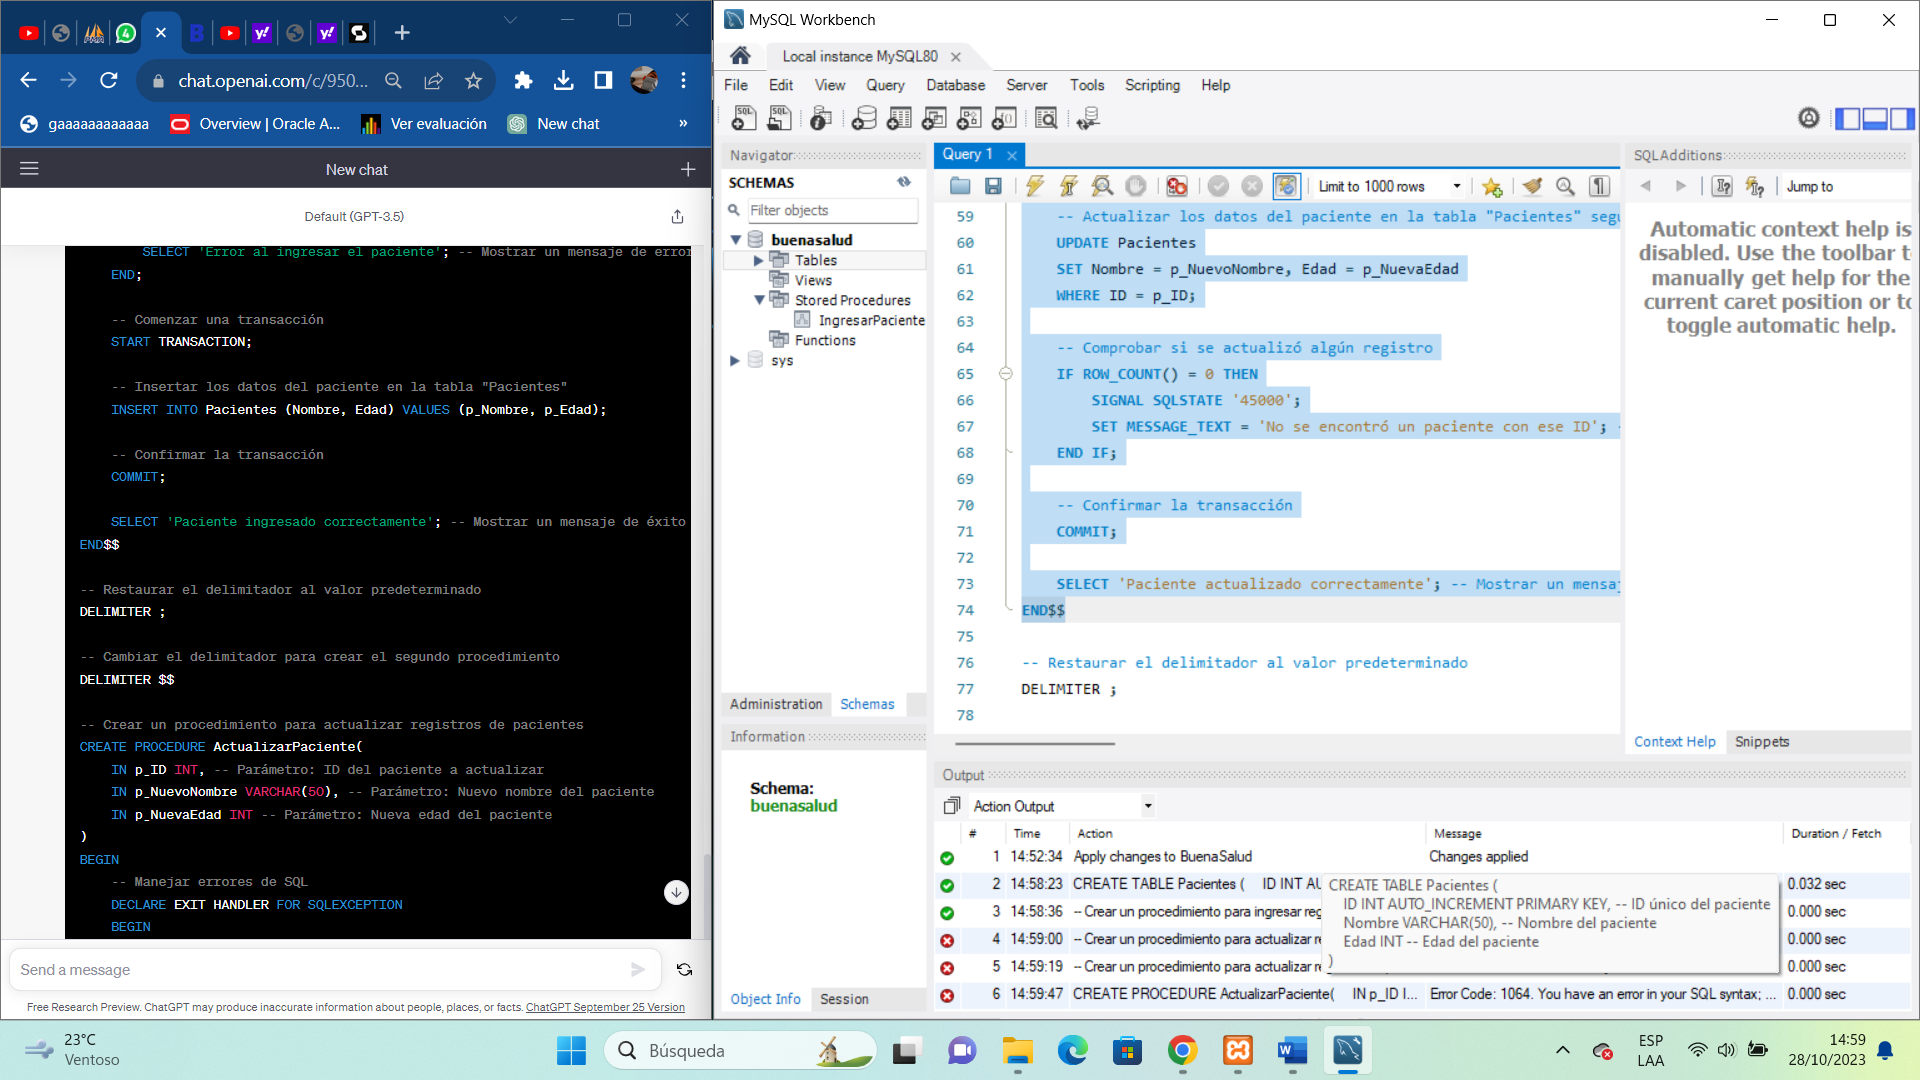 chat.openai.com/c/950...
gaaaaaaaaaaaa
Overview | Oracle A...
Ver evaluación
New chat
»
New chat
Default (GPT-3.5)
SELECT 'Error al ingresar el paciente'; -- Mostrar un mensaje de error
END;
-- Comenzar una transacción
START TRANSACTION;
-- Insertar los datos del paciente en la tabla "Pacientes"
INSERT INTO Pacientes (Nombre, Edad) VALUES (p_Nombre, p_Edad);
-- Confirmar la transacción
COMMIT;
SELECT 'Paciente ingresado correctamente'; -- Mostrar un mensaje de éxito
END$$
-- Restaurar el delimitador al valor predeterminado
DELIMITER ;
-- Cambiar el delimitador para crear el segundo procedimiento
DELIMITER $$
-- Crear un procedimiento para actualizar registros de pacientes
CREATE PROCEDURE ActualizarPaciente(
IN p_ID INT, -- Parámetro: ID del paciente a actualizar
IN p_NuevoNombre VARCHAR(50), -- Parámetro: Nuevo nombre del paciente
IN p_NuevaEdad INT -- Parámetro: Nueva edad del paciente
)
BEGIN
-- Manejar errores de SQL
DECLARE EXIT HANDLER FOR SQLEXCEPTION
BEGIN
Send a message
Free Research Preview. ChatGPT may produce inaccurate information about people, places, or facts. ChatGPT September 25 Version
MySQL Workbench
Local instance MySQL80
File Edit View Query Database Server Tools Scripting Help
Navigator
SCHEMAS
Filter objects
buenasalud
Tables
Views
Stored Procedures
IngresarPaciente
Functions
sys
Administration Schemas
Information
Schema:
buenasalud
Object Info Session
Query 1
Limit to 1000 rows
59 -- Actualizar los datos del paciente en la tabla "Pacientes" segu
60 UPDATE Pacientes
61 SET Nombre = p_NuevoNombre, Edad = p_NuevaEdad
62 WHERE ID = p_ID;
63
64 -- Comprobar si se actualizó algún registro
65 IF ROW_COUNT() = 0 THEN
66 SIGNAL SQLSTATE '45000';
67 SET MESSAGE_TEXT = 'No se encontró un paciente con ese ID'; -
68 END IF;
69
70 -- Confirmar la transacción
71 COMMIT;
72
73 SELECT 'Paciente actualizado correctamente'; -- Mostrar un mensaj
74 END$$
75
76 -- Restaurar el delimitador al valor predeterminado
77 DELIMITER ;
78
SQLAdditions
Jump to
Automatic context help is
disabled. Use the toolbar t
manually get help for the
current caret position or to
toggle automatic help.
Context Help Snippets
Output
Action Output
# Time Action Message Duration / Fetch
1 14:52:34 Apply changes to BuenaSalud Changes applied
2 14:58:23 CREATE TABLE Pacientes ( ID INT AU 0.032 sec
3 14:58:36 -- Crear un procedimiento para ingresar reg 0.000 sec
4 14:59:00 -- Crear un procedimiento para actualizar re 0.000 sec
5 14:59:19 -- Crear un procedimiento para actualizar re 0.000 sec
6 14:59:47 CREATE PROCEDURE ActualizarPaciente( IN p_ID I... Error Code: 1064. You have an error in your SQL syntax; ... 0.000 sec
CREATE TABLE Pacientes (
ID INT AUTO_INCREMENT PRIMARY KEY, -- ID único del paciente
Nombre VARCHAR(50), -- Nombre del paciente
Edad INT -- Edad del paciente
)
23°C
Ventoso
Búsqueda
ESP
LAA
14:59
28/10/2023